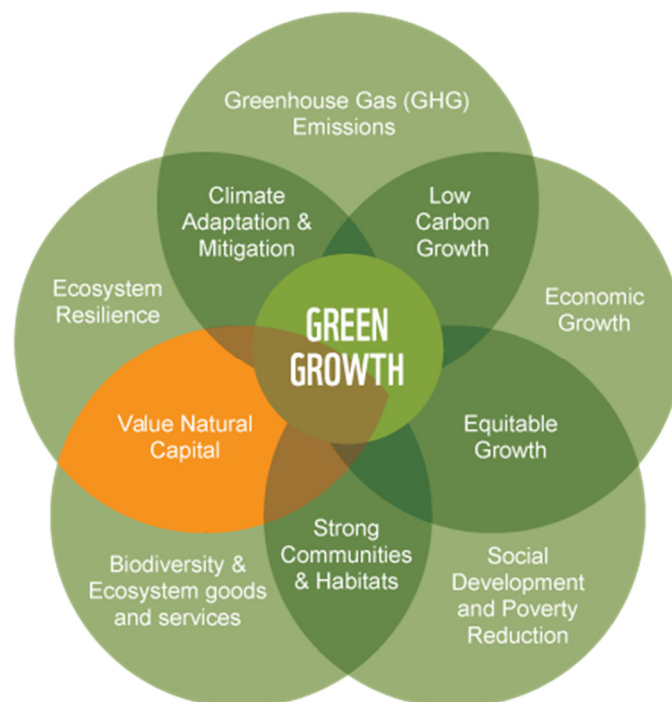 Greenhouse Gas (GHG)
Emissions
Climate
Adaptation &
Mitigation
Low
Carbon
Growth
Ecosystem
Resilience
GREEN
GROWTH
Economic
Growth
Value Natural
Capital
Equitable
Growth
Biodiversity &
Ecosystem goods
and services
Strong
Communities
& Habitats
Social
Development
and Poverty
Reduction